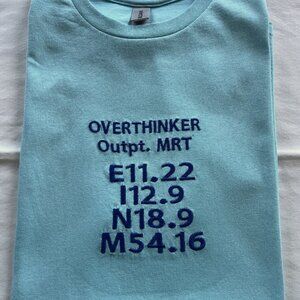 OVERTHINKER
Outpt. MRT
E11.22
I12.9
N18.9
M54.16